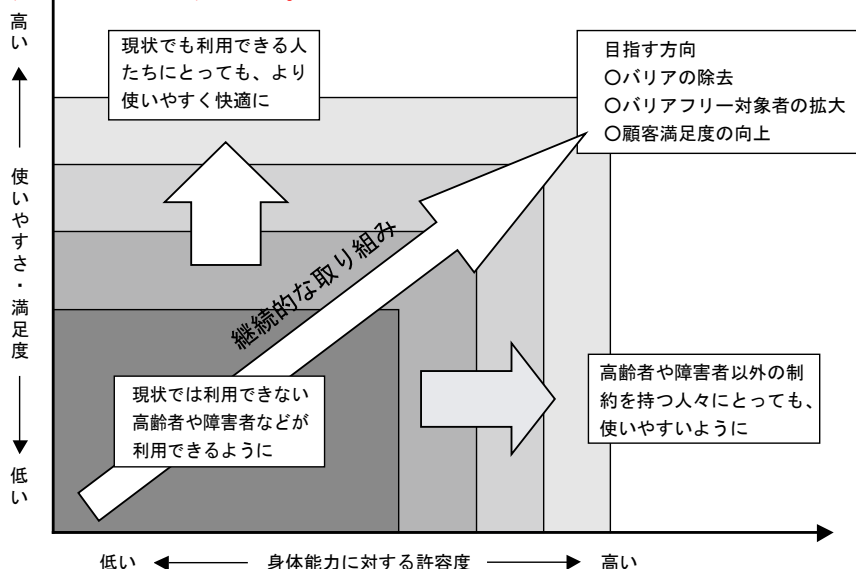 高い
使いやすさ・満足度
低い
現状でも利用できる人
たちにとっても、より
使いやすく快適に
目指す方向
○バリアの除去
○バリアフリー対象者の拡大
○顧客満足度の向上
継続的な取り組み
現状では利用できない
高齢者や障害者などが
利用できるように
高齢者や障害者以外の制
約を持つ人々にとっても、
使いやすいように
低い 身体能力に対する許容度 高い